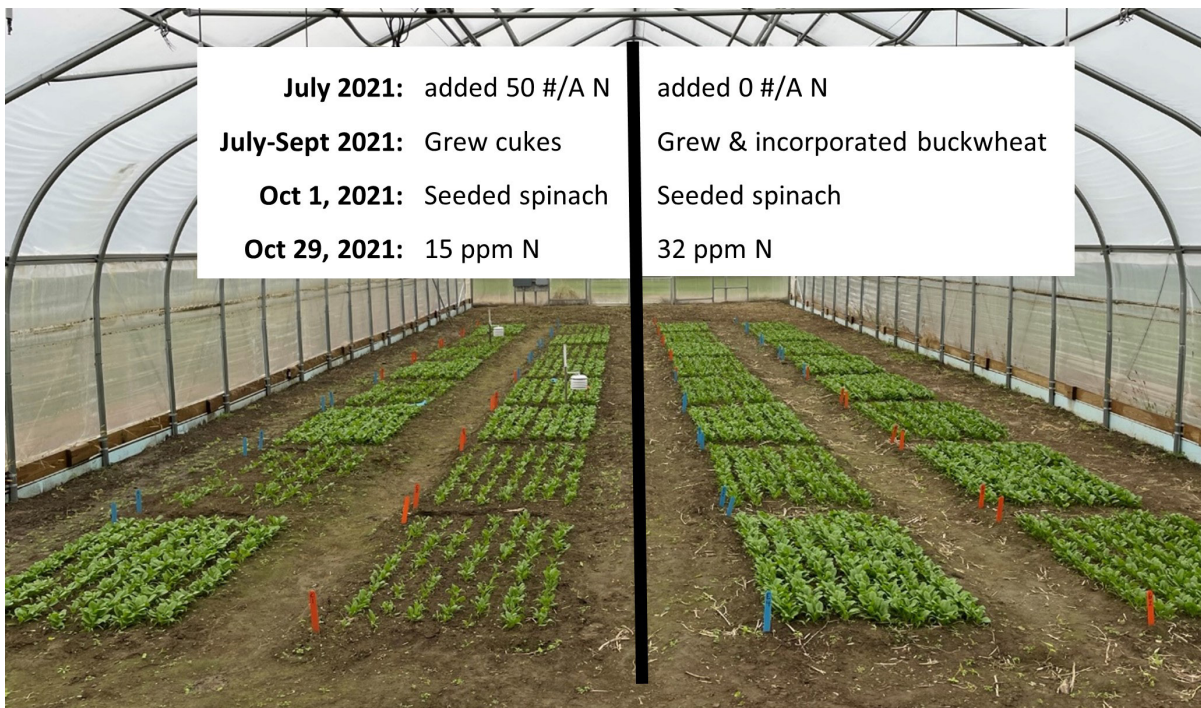 July 2021: added 50 #/A N added 0 #/A N
July-Sept 2021: Grew cukes Grew & incorporated buckwheat
Oct 1, 2021: Seeded spinach Seeded spinach
Oct 29, 2021: 15 ppm N 32 ppm N